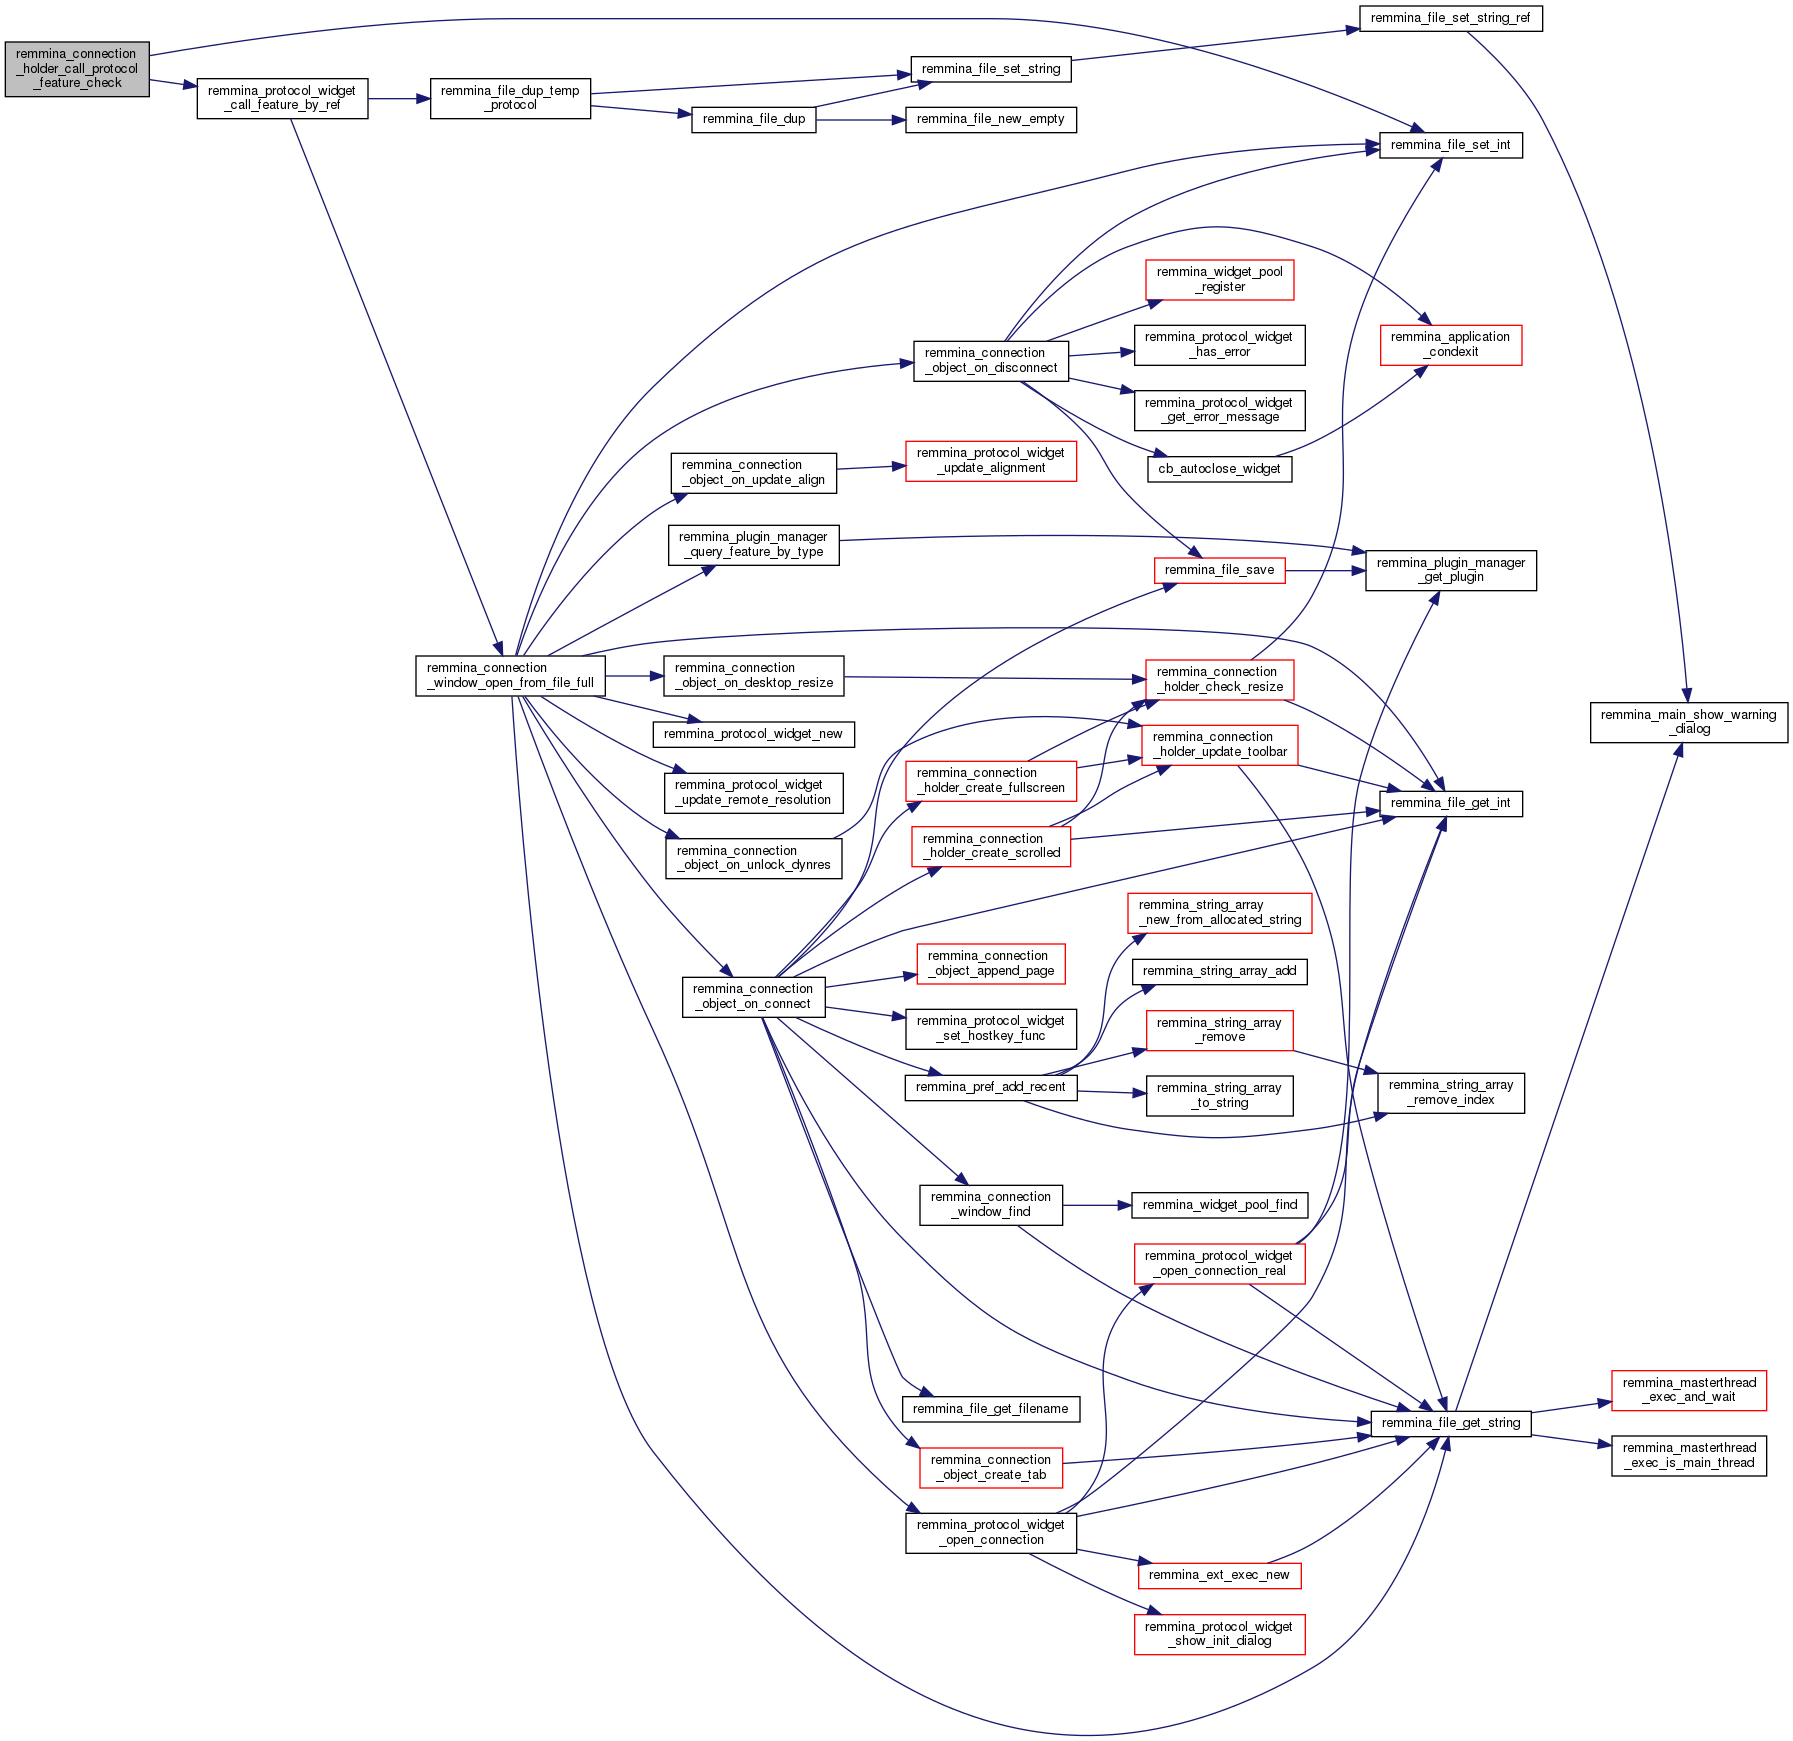 remmina_connection
_holder_call_protocol
_feature_check
remmina_protocol_widget
_call_feature_by_ref
remmina_file_dup_temp
_protocol
remmina_file_set_string
remmina_file_dup
remmina_file_new_empty
remmina_file_set_string_ref
remmina_file_set_int
remmina_widget_pool
_register
remmina_protocol_widget
_has_error
remmina_application
_condexit
remmina_connection
_object_on_disconnect
remmina_protocol_widget
_get_error_message
cb_autoclose_widget
remmina_connection
_object_on_update_align
remmina_protocol_widget
_update_alignment
remmina_plugin_manager
_query_feature_by_type
remmina_file_save
remmina_plugin_manager
_get_plugin
remmina_connection
_window_open_from_file_full
remmina_connection
_object_on_desktop_resize
remmina_connection
_holder_check_resize
remmina_main_show_warning
_dialog
remmina_protocol_widget_new
remmina_connection
_holder_update_toolbar
remmina_protocol_widget
_update_remote_resolution
remmina_connection
_holder_create_fullscreen
remmina_file_get_int
remmina_connection
_object_on_unlock_dynres
remmina_connection
_holder_create_scrolled
remmina_string_array
_new_from_allocated_string
remmina_connection
_object_append_page
remmina_string_array_add
remmina_connection
_object_on_connect
remmina_protocol_widget
_set_hostkey_func
remmina_string_array
_remove
remmina_pref_add_recent
remmina_string_array
_to_string
remmina_string_array
_remove_index
remmina_connection
_window_find
remmina_widget_pool_find
remmina_protocol_widget
_open_connection_real
remmina_file_get_filename
remmina_file_get_string
remmina_masterthread
_exec_and_wait
remmina_masterthread
_exec_is_main_thread
remmina_connection
_object_create_tab
remmina_protocol_widget
_open_connection
remmina_ext_exec_new
remmina_protocol_widget
_show_init_dialog